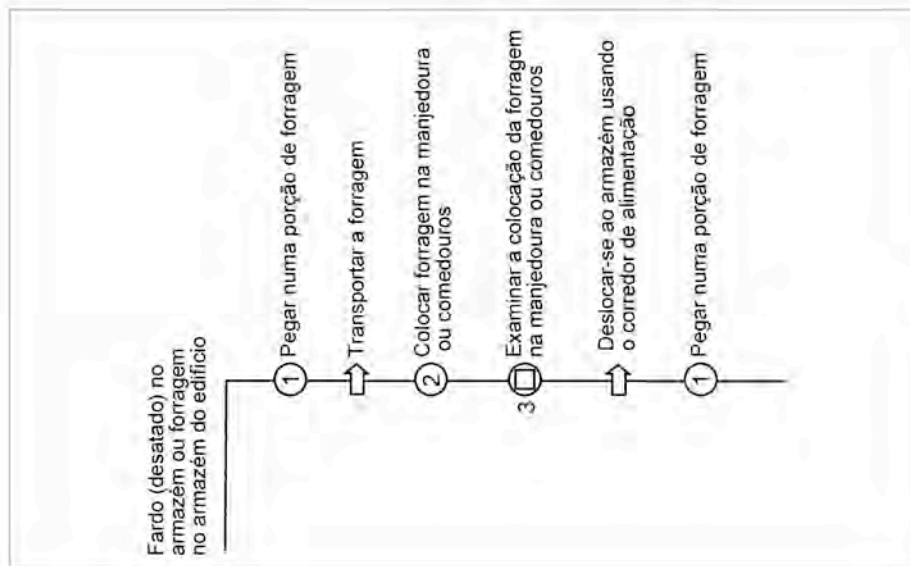 Fardo (desatado) no
armazém ou forragem
no armazém do edifício
1 Pegar numa porção de forragem
Transportar a forragem
2 Colocar forragem na manjedoura
ou comedouros
3 Examinar a colocação da forragem
na manjedoura ou comedouros
Deslocar-se ao armazém usando
o corredor de alimentação
1 Pegar numa porção de forragem